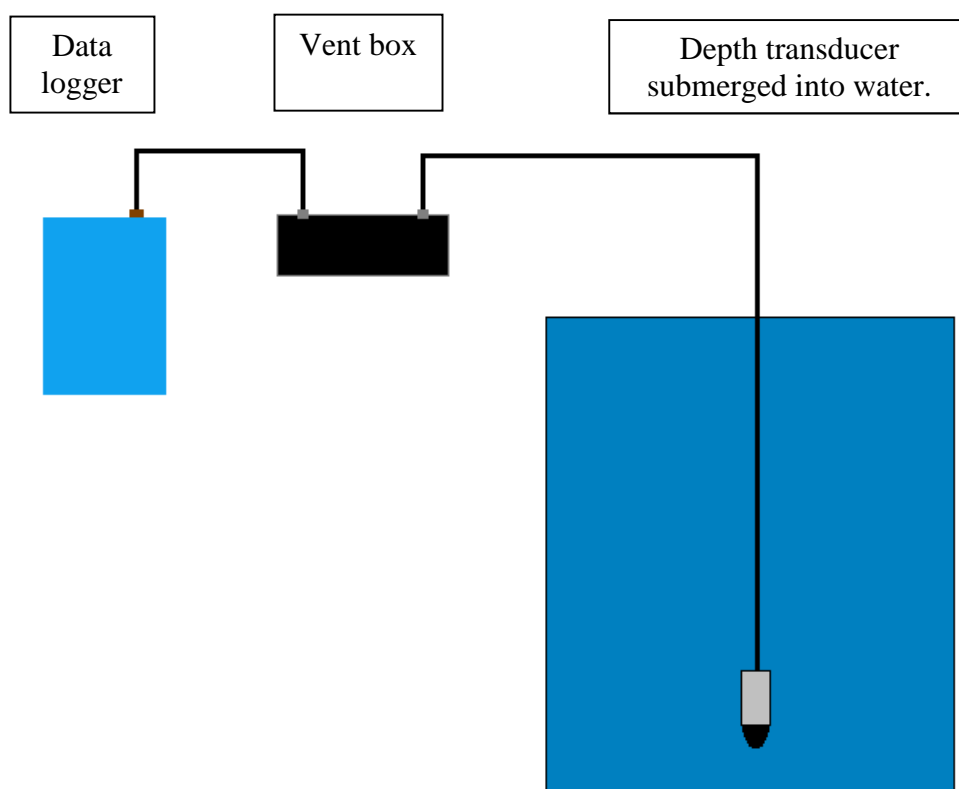 Data
logger
Vent box
Depth transducer
submerged into water.